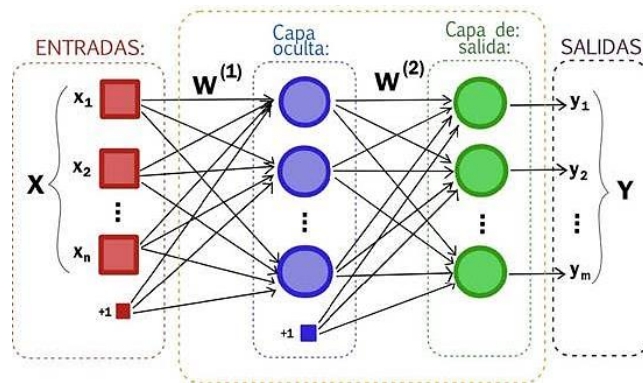 ENTRADAS:
Capa
oculta:
Capa de:
salida:
SALIDAS
W(1)
W(2)
X
x1
x2
xn
+1
+1
y1
y2
ym
Y